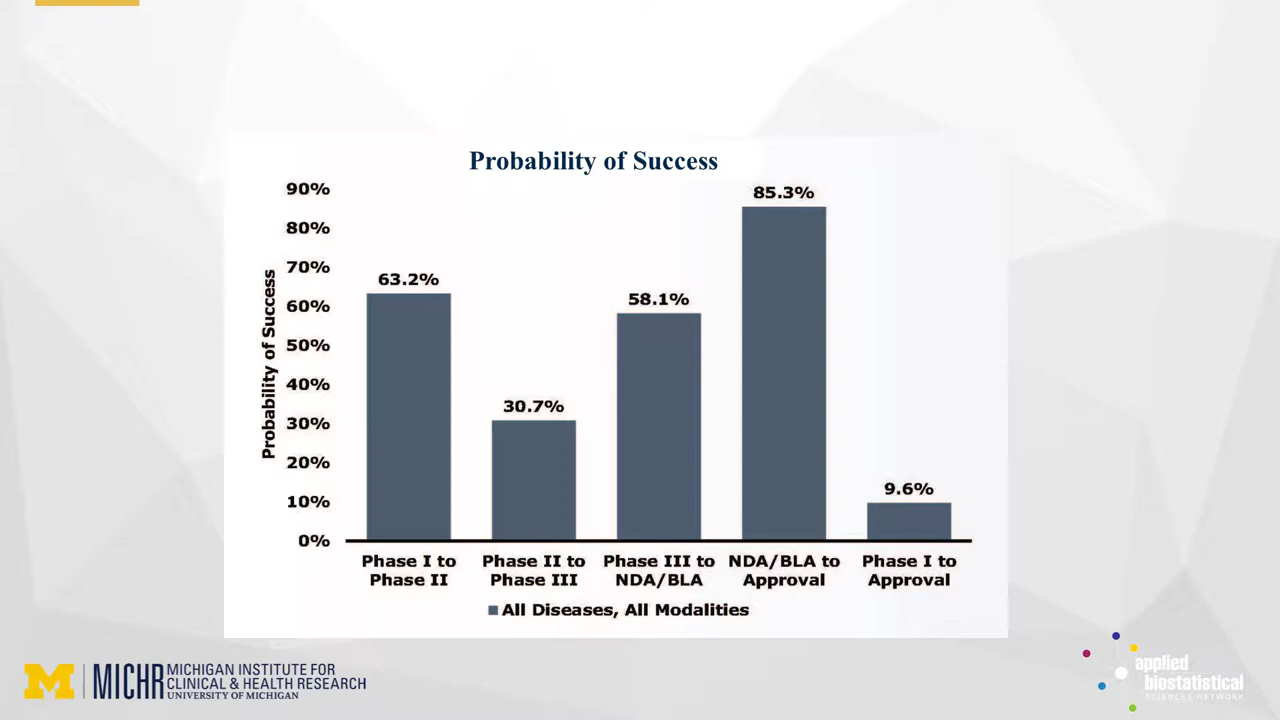 Probability of Success
90%
80%
70%
60%
50%
40%
30%
20%
10%
0%
Probability of Success
63.2%
30.7%
58.1%
85.3%
9.6%
Phase I to
Phase II
Phase II to
Phase III
Phase III to
NDA/BLA
NDA/BLA to
Approval
Phase I to
Approval
All Diseases, All Modalities
M
MICHR
MICHIGAN INSTITUTE FOR
CLINICAL & HEALTH RESEARCH
UNIVERSITY OF MICHIGAN
applied
biostatistical
SCIENCES NETWORK